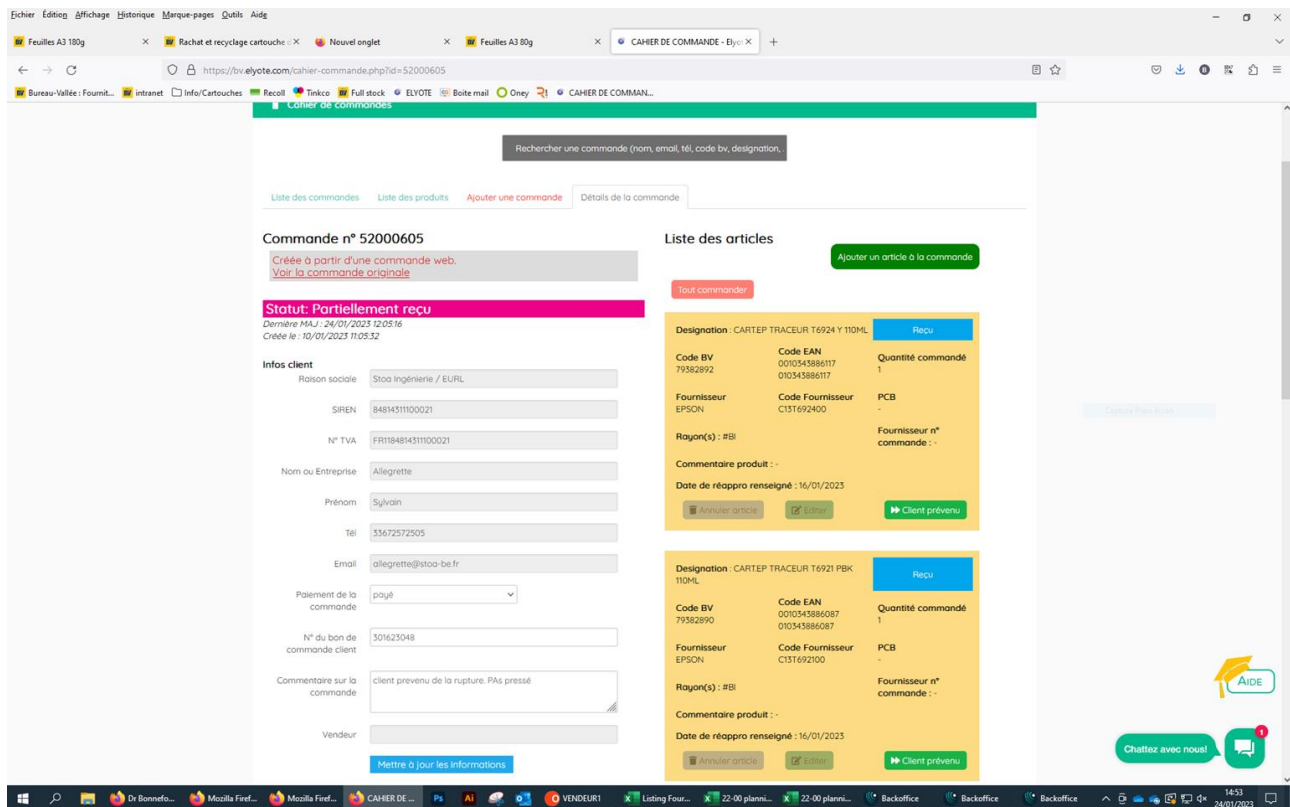 Fichier Édition Affichage Historique Marque-pages Outils Aide
Feuilles A3 180g
Rachat et recyclage cartouche
Nouvel onglet
Feuilles A3 80g
CAHIER DE COMMANDE - Elyot
https://bv.elyote.com/cahier-commande.php?id=52000605
Bureau-Vallée : Fournit... intranet Info/Cartouches Recoll Tinkco Full stock ELYOTE Boite mail Oney CAHIER DE COMMAN...
Cahier de commandes
Rechercher une commande (nom, email, tél, code bv, designation, .
Liste des commandes Liste des produits Ajouter une commande Détails de la commande
Commande n° 52000605
Créée à partir d'une commande web.
Voir la commande originale
Statut: Partiellement reçu
Dernière MAJ : 24/01/2023 12:05:16
Créée le : 10/01/2023 11:05:32
Infos client
Raison sociale Stoa Ingénierie / EURL
SIREN 84814311100021
N° TVA FR1184814311100021
Nom ou Entreprise Allegrette
Prénom Sylvain
Tél 33672572505
Email allegrette@stoa-be.fr
Paiement de la commande payé
N° du bon de commande client 301623048
Commentaire sur la commande client prevenu de la rupture. PAs pressé
Vendeur
Mettre à jour les informations
Liste des articles
Ajouter un article à la commande
Tout commander
Designation : CART.EP TRACEUR T6924 Y 110ML Reçu
Code BV Code EAN Quantité commandé
79382892 0010343886117 1
010343886117
Fournisseur Code Fournisseur PCB
EPSON C13T692400 -
Rayon(s) : #BI Fournisseur n° commande : -
Commentaire produit : -
Date de réappro renseigné : 16/01/2023
Annuler article Editer Client prévenu
Designation : CART.EP TRACEUR T6921 PBK
110ML Reçu
Code BV Code EAN Quantité commandé
79382890 0010343886087 1
010343886087
Fournisseur Code Fournisseur PCB
EPSON C13T692100 -
Rayon(s) : #BI Fournisseur n° commande : -
Commentaire produit : -
Date de réappro renseigné : 16/01/2023
Annuler article Editer Client prévenu
AIDE
Chattez avec nous!
1
Dr Bonnefo... Mozilla Firef... Mozilla Firef... CAHIER DE ... Ps Ai VENDEUR1 Listing Four... 22-00 planni... 22-00 planni... Backoffice Backoffice Backoffice
14:53
24/01/2023